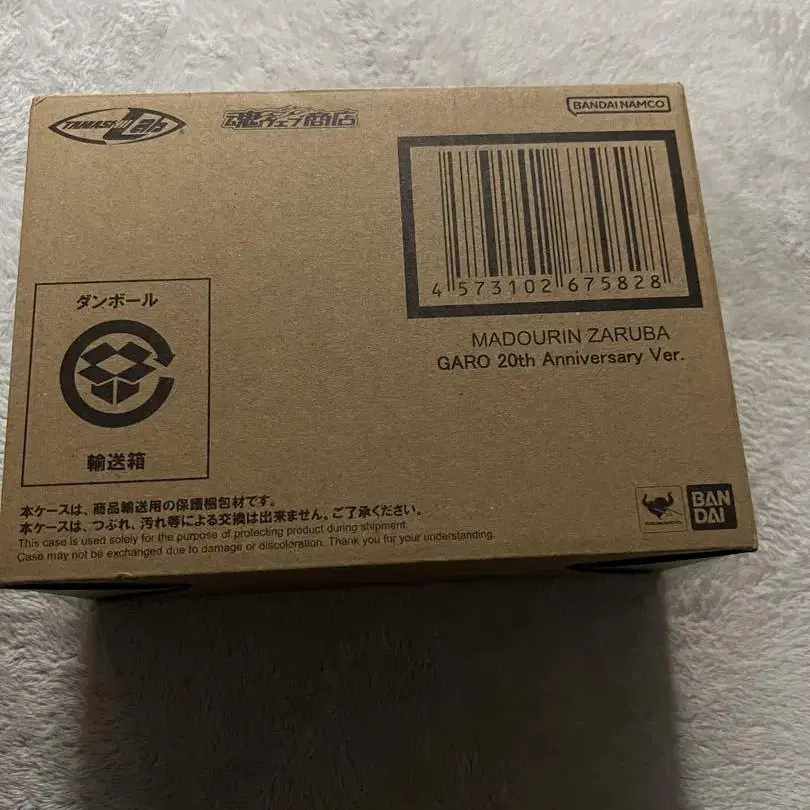 TAMASHII Lab
魂ウェブ商店
BANDAI NAMCO
4 573102 675828
MADOURIN ZARUBA
GARO 20th Anniversary Ver.
ダンボール
輸送箱
本ケースは、商品輸送用の保護梱包材です。
本ケースは、つぶれ、汚れ等による交換は出来ません。ご了承ください。
This case is used solely for the purpose of protecting product during shipment.
Case may not be exchanged due to damage or discoloration. Thank you for your understanding.
BAN
DAI